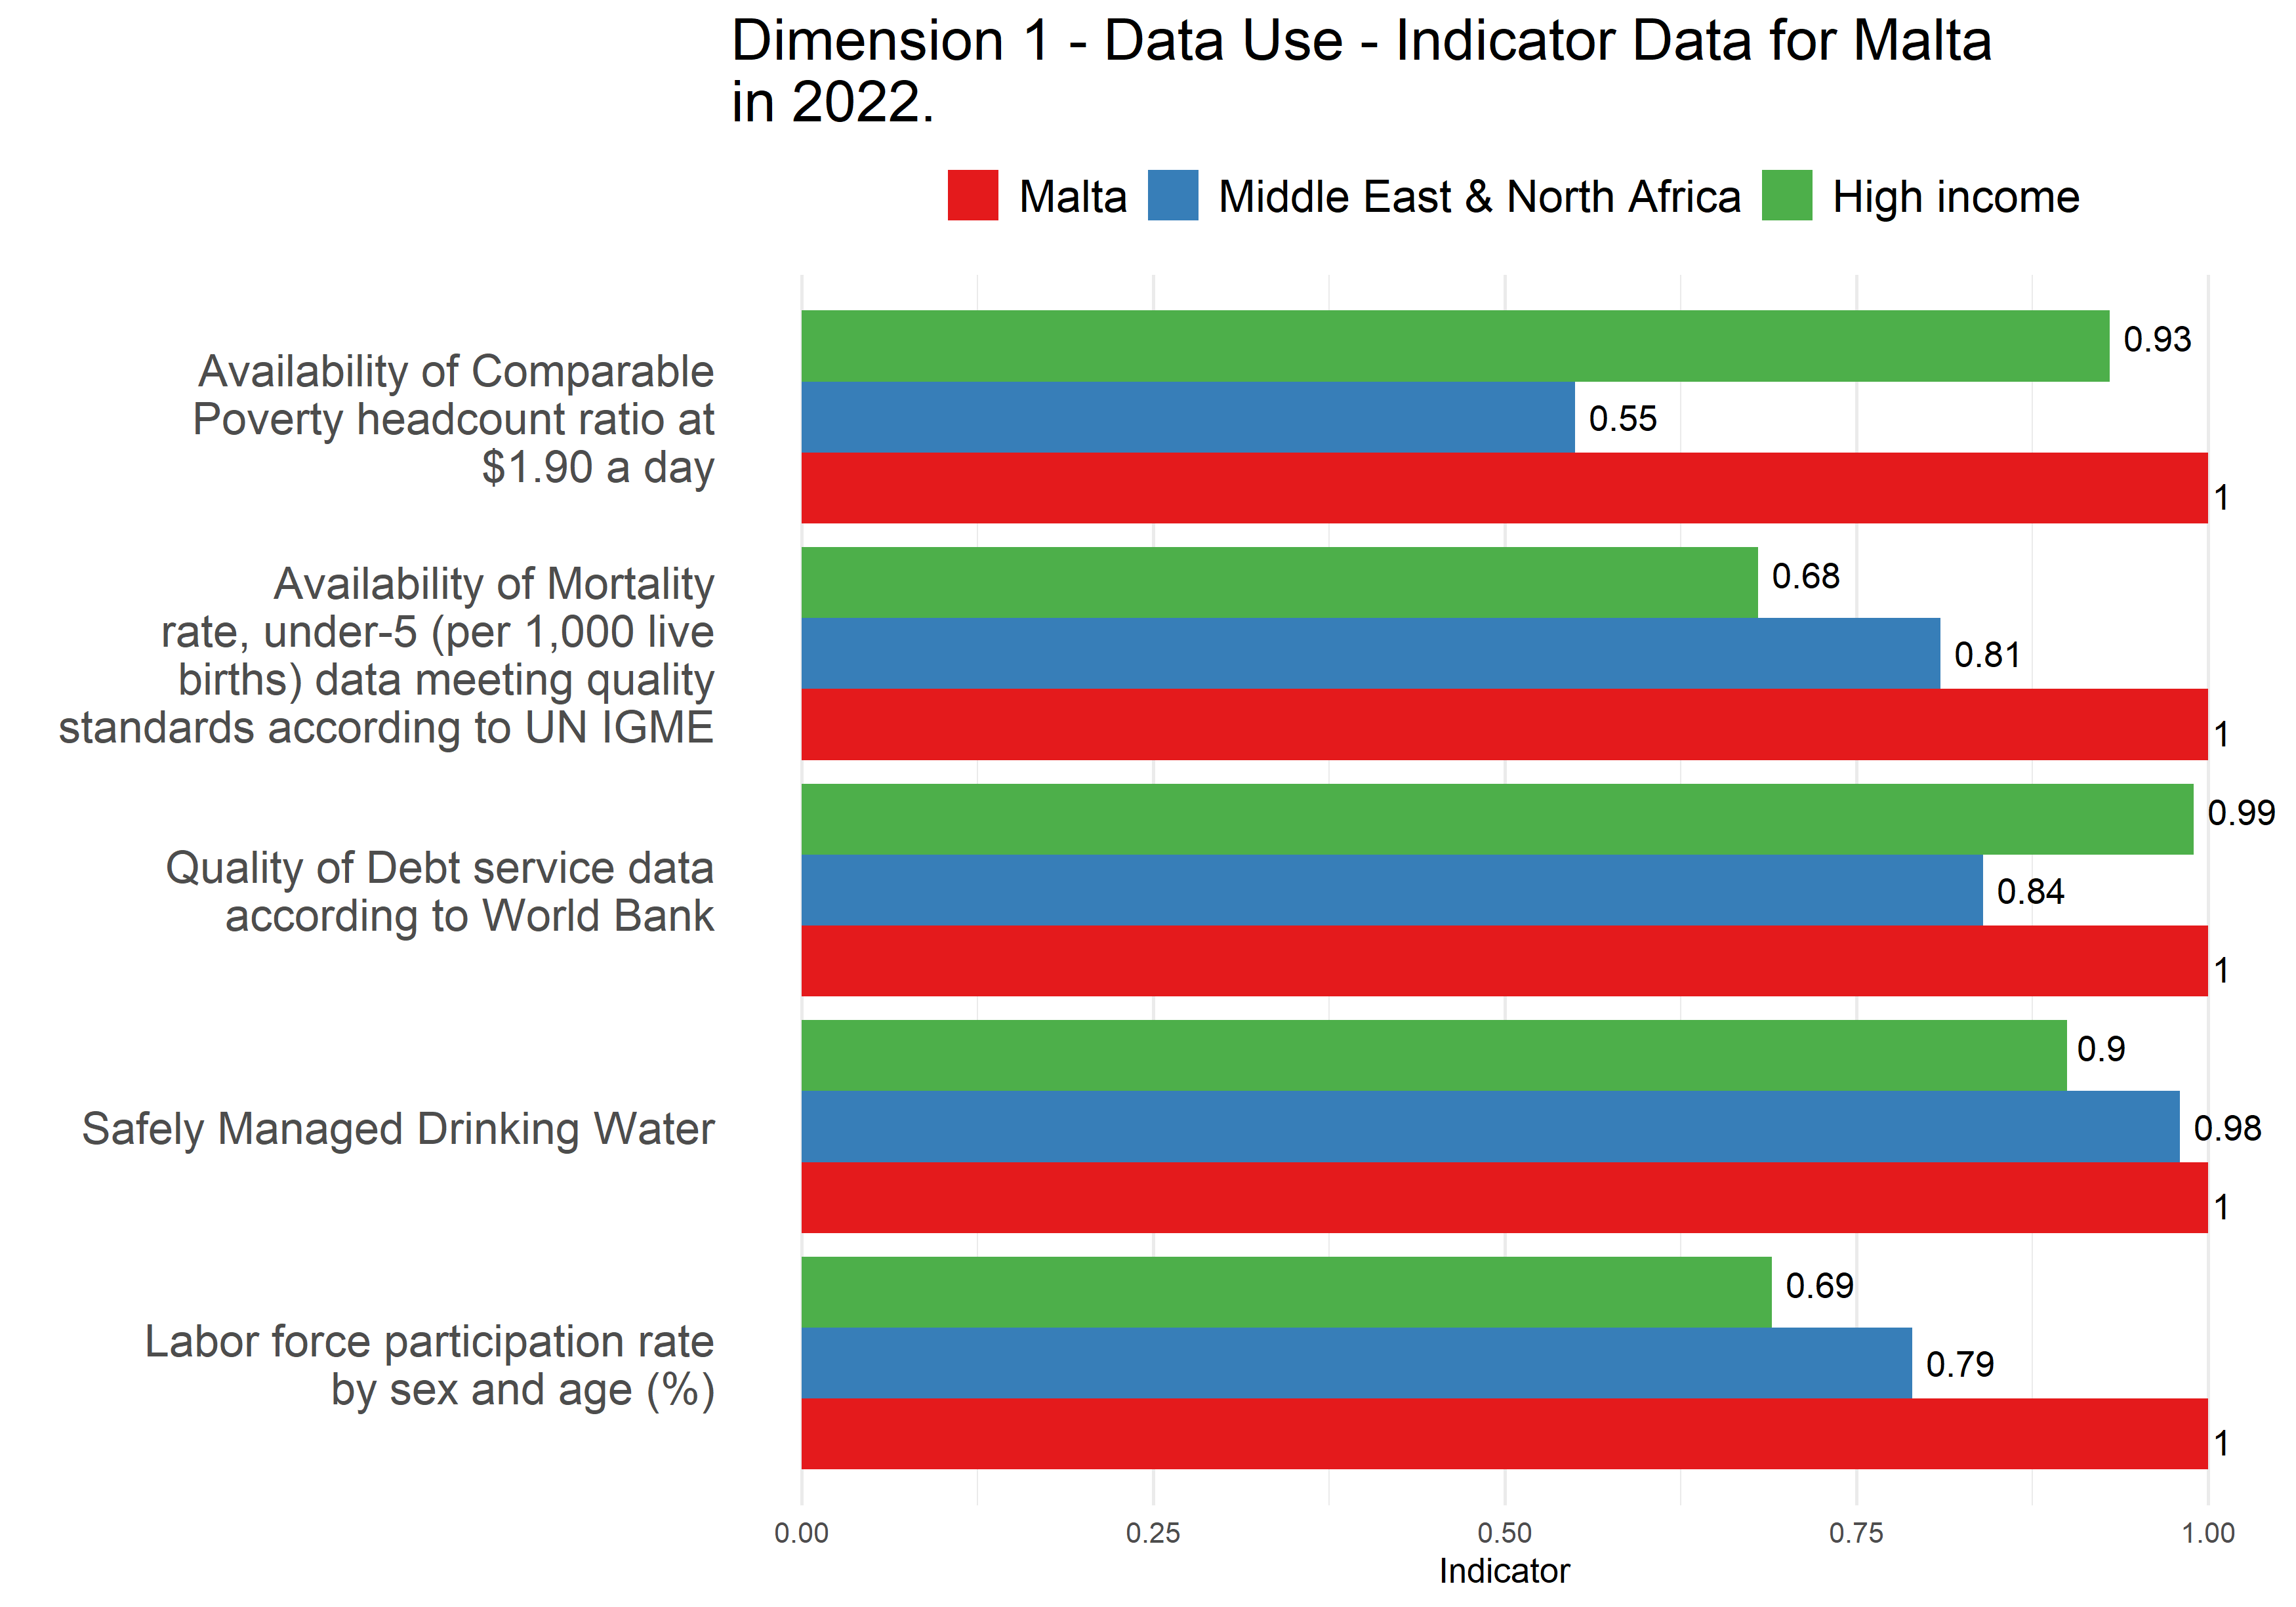 Dimension 1 - Data Use - Indicator Data for Malta
in 2022.
Malta Middle East & North Africa High income
Availability of Comparable
Poverty headcount ratio at
$1.90 a day
0.93
0.55
1
Availability of Mortality
rate, under-5 (per 1,000 live
births) data meeting quality
standards according to UN IGME
0.68
0.81
1
Quality of Debt service data
according to World Bank
0.99
0.84
1
Safely Managed Drinking Water
0.9
0.98
1
Labor force participation rate
by sex and age (%)
0.69
0.79
1
0.00 0.25 0.50 0.75 1.00
Indicator